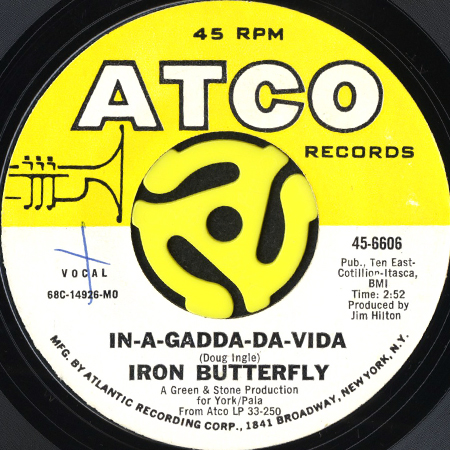 45 RPM
ATCO
RECORDS
VOCAL
68C-14926-MO
45-6606
Pub., Ten East-
Cotillion-Itasca,
BMI
Time: 2:52
Produced by
Jim Hilton
IN-A-GADDA-DA-VIDA
(Doug Ingle)
IRON BUTTERFLY
A Green & Stone Production
for York/Pala
From Atco LP 33-250
MFG. BY ATLANTIC RECORDING CORP., 1841 BROADWAY, NEW YORK, N.Y.